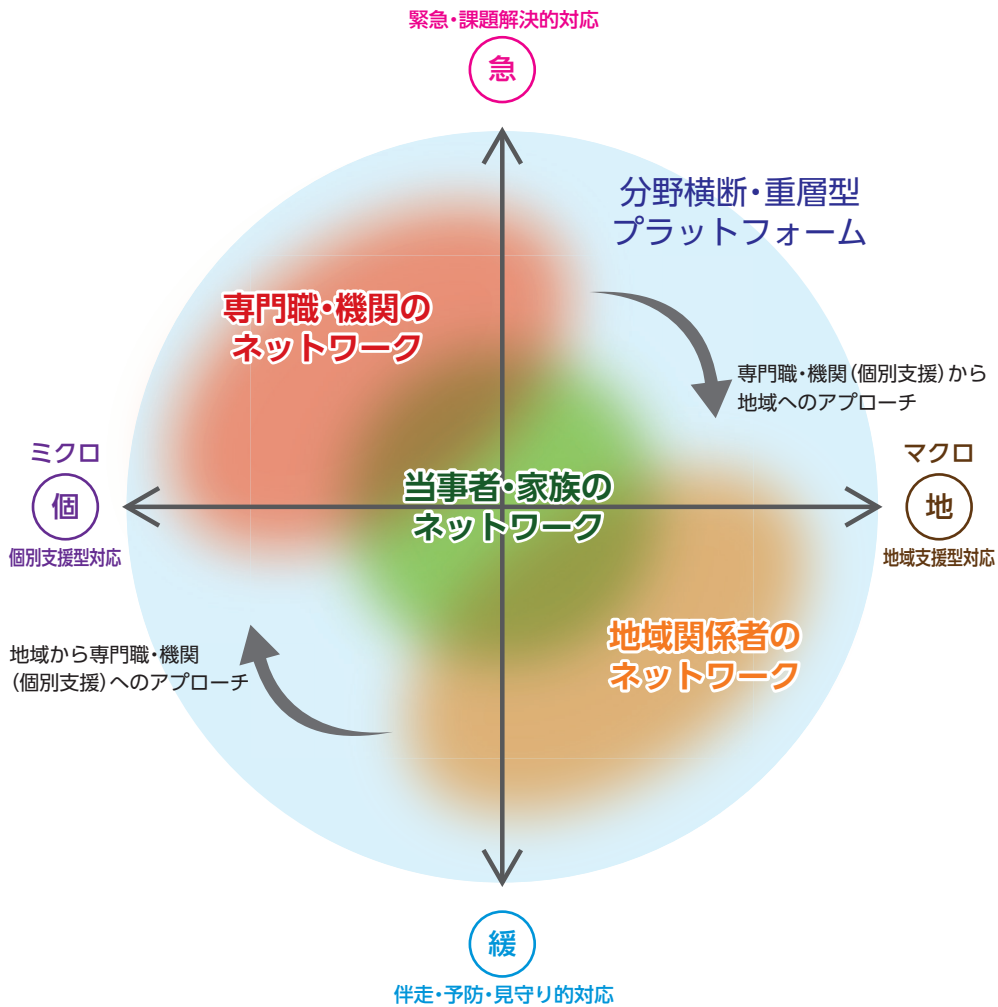 緊急・課題解決的対応
急
分野横断・重層型
プラットフォーム
専門職・機関の
ネットワーク
専門職・機関（個別支援）から
地域へのアプローチ
ミクロ
個
個別支援型対応
当事者・家族の
ネットワーク
マクロ
地
地域支援型対応
地域関係者の
ネットワーク
地域から専門職・機関
（個別支援）へのアプローチ
緩
伴走・予防・見守り的対応